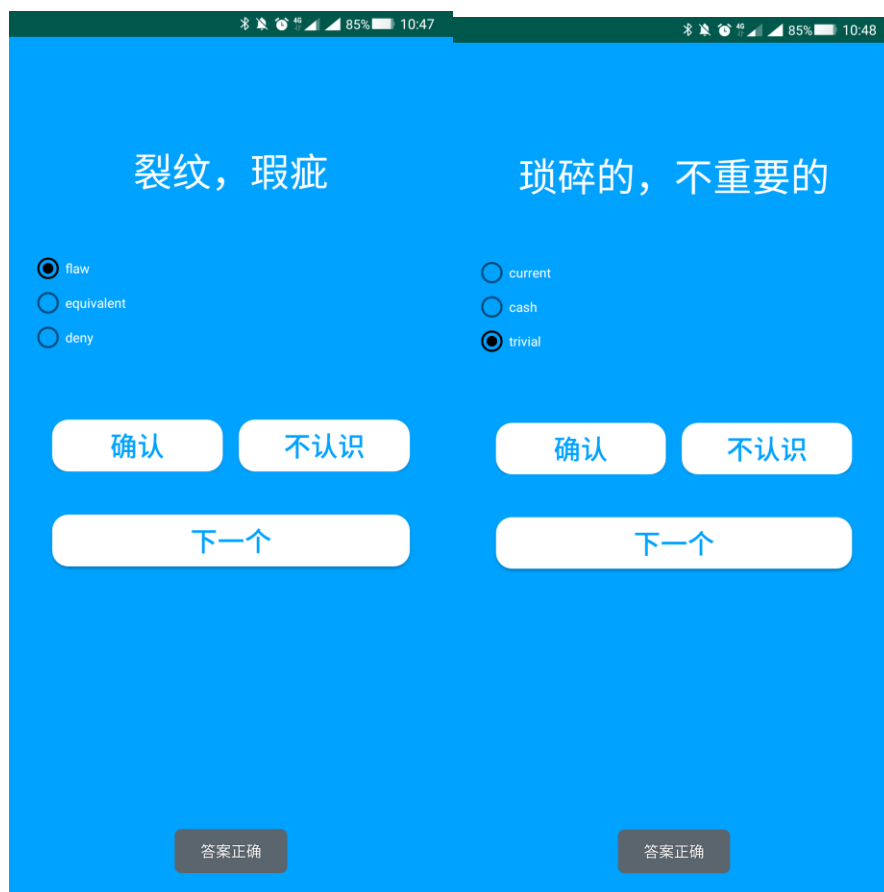 4G 85% 10:47
裂纹，瑕疵
flaw
equivalent
deny
确认 不认识
下一个
答案正确
4G 85% 10:48
琐碎的，不重要的
current
cash
trivial
确认 不认识
下一个
答案正确